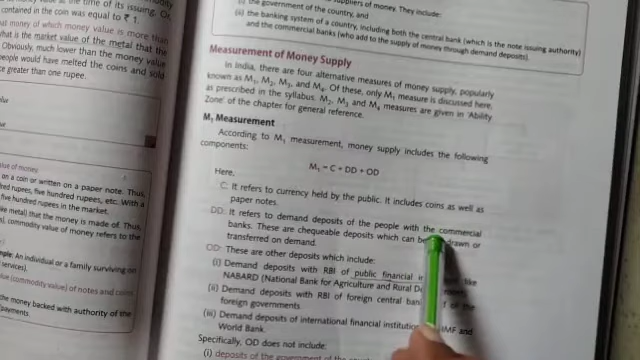 time of its issuing. Or
contained in the coin was equal to ₹ 1.
money of which money value is more than
what is the market value of the metal that the
Obviously, much lower than the money value
people would have melted the coins and sold
greater than one rupee.
alue of money
on a coin or written on a paper note. Thus,
rupees, five hundred rupees, etc. With a
five hundred rupees in the market.
metal) that the money is made of. Thus,
commodity value of money refers to the
An individual or a family surviving on
services).
value (commodity value) of notes and coins
the money backed with authority of the
payments.
suppliers of money. They include:
(i) the government of the country, and
(ii) the banking system of a country, including both the central bank (which is the note issuing authority)
and the commercial banks (who add to the supply of money through demand deposits).
Measurement of Money Supply
In India, there are four alternative measures of money supply, popularly
known as M1, M2, M3, and M4. Of these, only M1 measure is discussed here,
as prescribed in the syllabus. M2, M3 and M4 measures are given in 'Ability
Zone' of the chapter for general reference.
M1 Measurement
According to M1 measurement, money supply includes the following
components:
M1 = C + DD + OD
Here,
C: It refers to currency held by the public. It includes coins as well as
paper notes.
DD: It refers to demand deposits of the people with the commercial
banks. These are chequeable deposits which can be drawn or
transferred on demand.
OD: These are other deposits which include:
(i) Demand deposits with RBI of public financial like
NABARD (National Bank for Agriculture and Rural
(ii) Demand deposits with RBI of foreign central of the
foreign governments.
(iii) Demand deposits of international financial IMF and
World Bank.
Specifically, OD does not include:
(i) deposits of the government of the